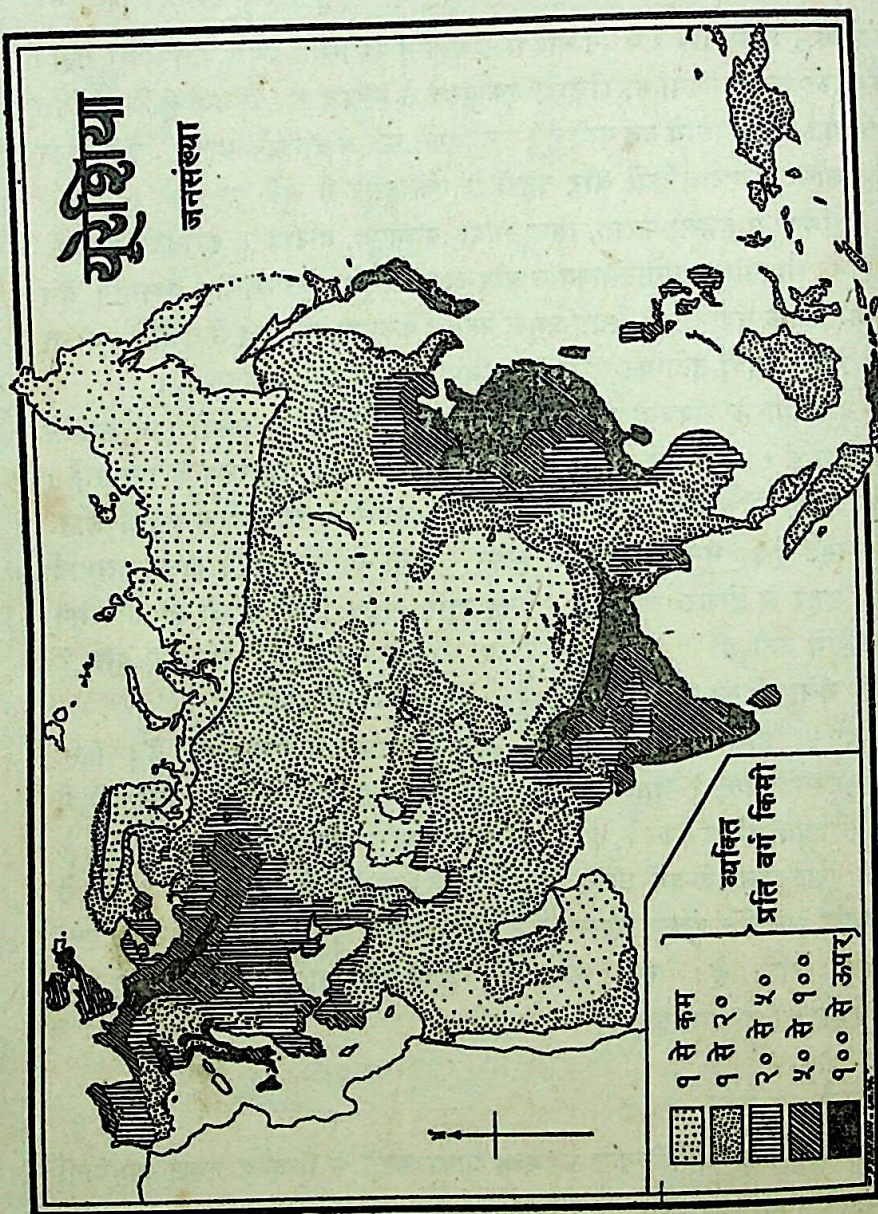 यूरेशिया
जनसंख्या
व्यक्ति
प्रति वर्ग किमी
१ से कम
१ से २०
२० से ५०
५० से १००
१०० से ऊपर